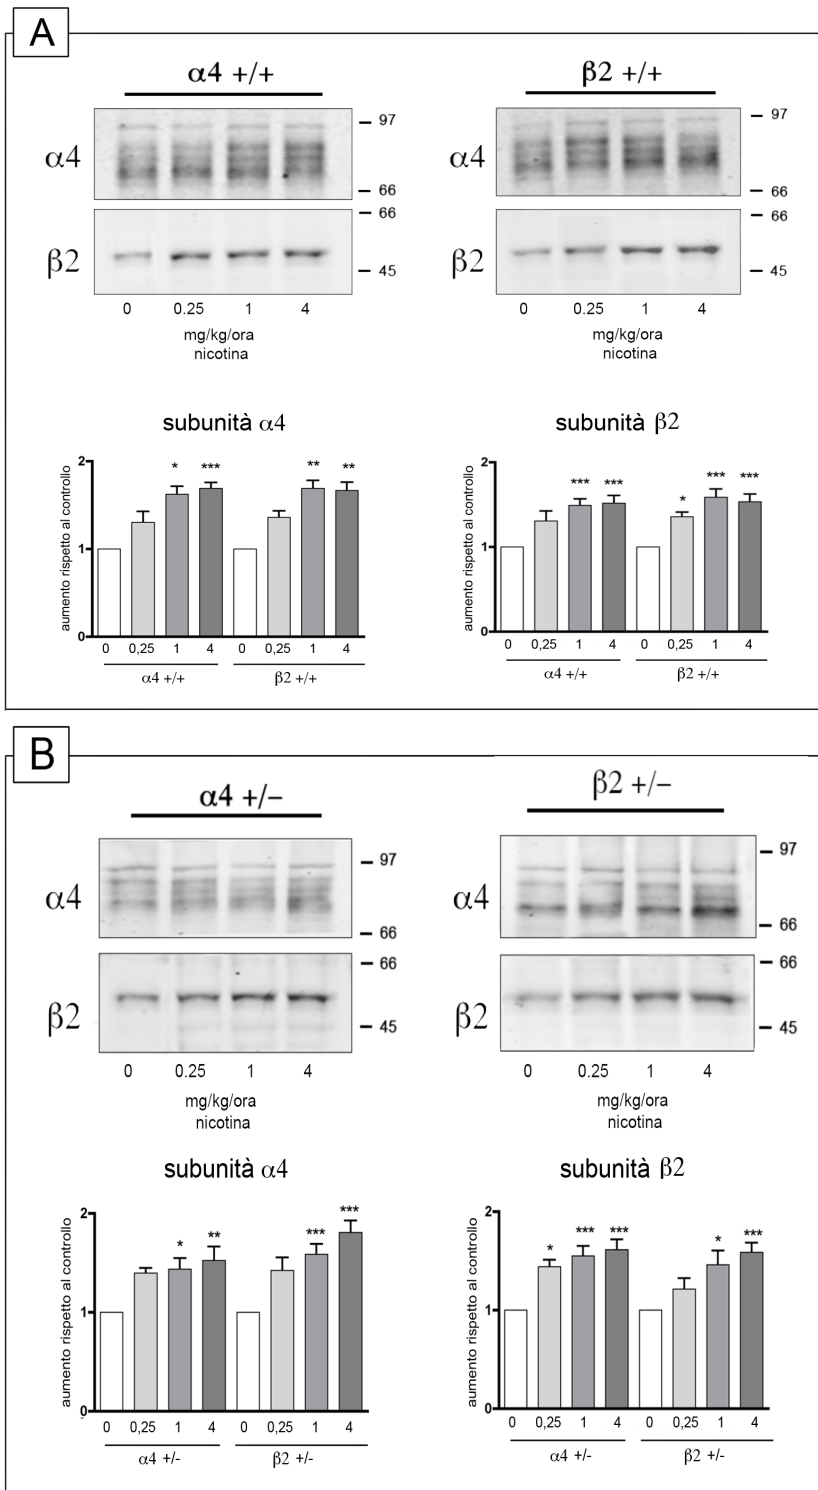 A
α4 +/+
α4
97
66
β2
66
45
0 0.25 1 4
mg/kg/ora
nicotina
β2 +/+
α4
97
66
β2
66
45
0 0.25 1 4
mg/kg/ora
nicotina
subunità α4
aumento rispetto al controllo
2
1
0
* ***
** **
0 0,25 1 4 0 0,25 1 4
α4 +/+ β2 +/+
subunità β2
aumento rispetto al controllo
2
1
0
*** ***
* *** ***
0 0,25 1 4 0 0,25 1 4
α4 +/+ β2 +/+
B
α4 +/-
α4
97
66
β2
66
45
0 0.25 1 4
mg/kg/ora
nicotina
β2 +/-
α4
97
66
β2
66
45
0 0.25 1 4
mg/kg/ora
nicotina
subunità α4
aumento rispetto al controllo
2
1
0
* **
*** ***
0 0,25 1 4 0 0,25 1 4
α4 +/- β2 +/-
subunità β2
aumento rispetto al controllo
2
1
0
* *** ***
* ***
0 0,25 1 4 0 0,25 1 4
α4 +/- β2 +/-